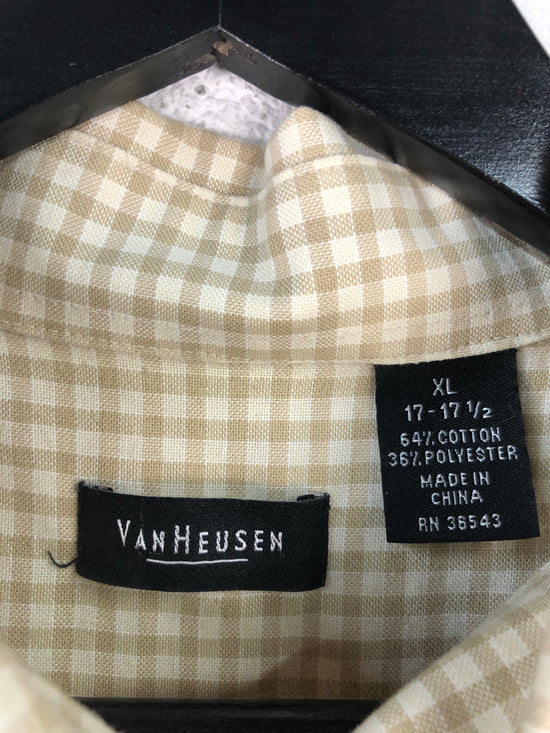 XL
17-17 1/2
64% COTTON
36% POLYESTER
MADE IN
CHINA
RN 36543
VAN HEUSEN